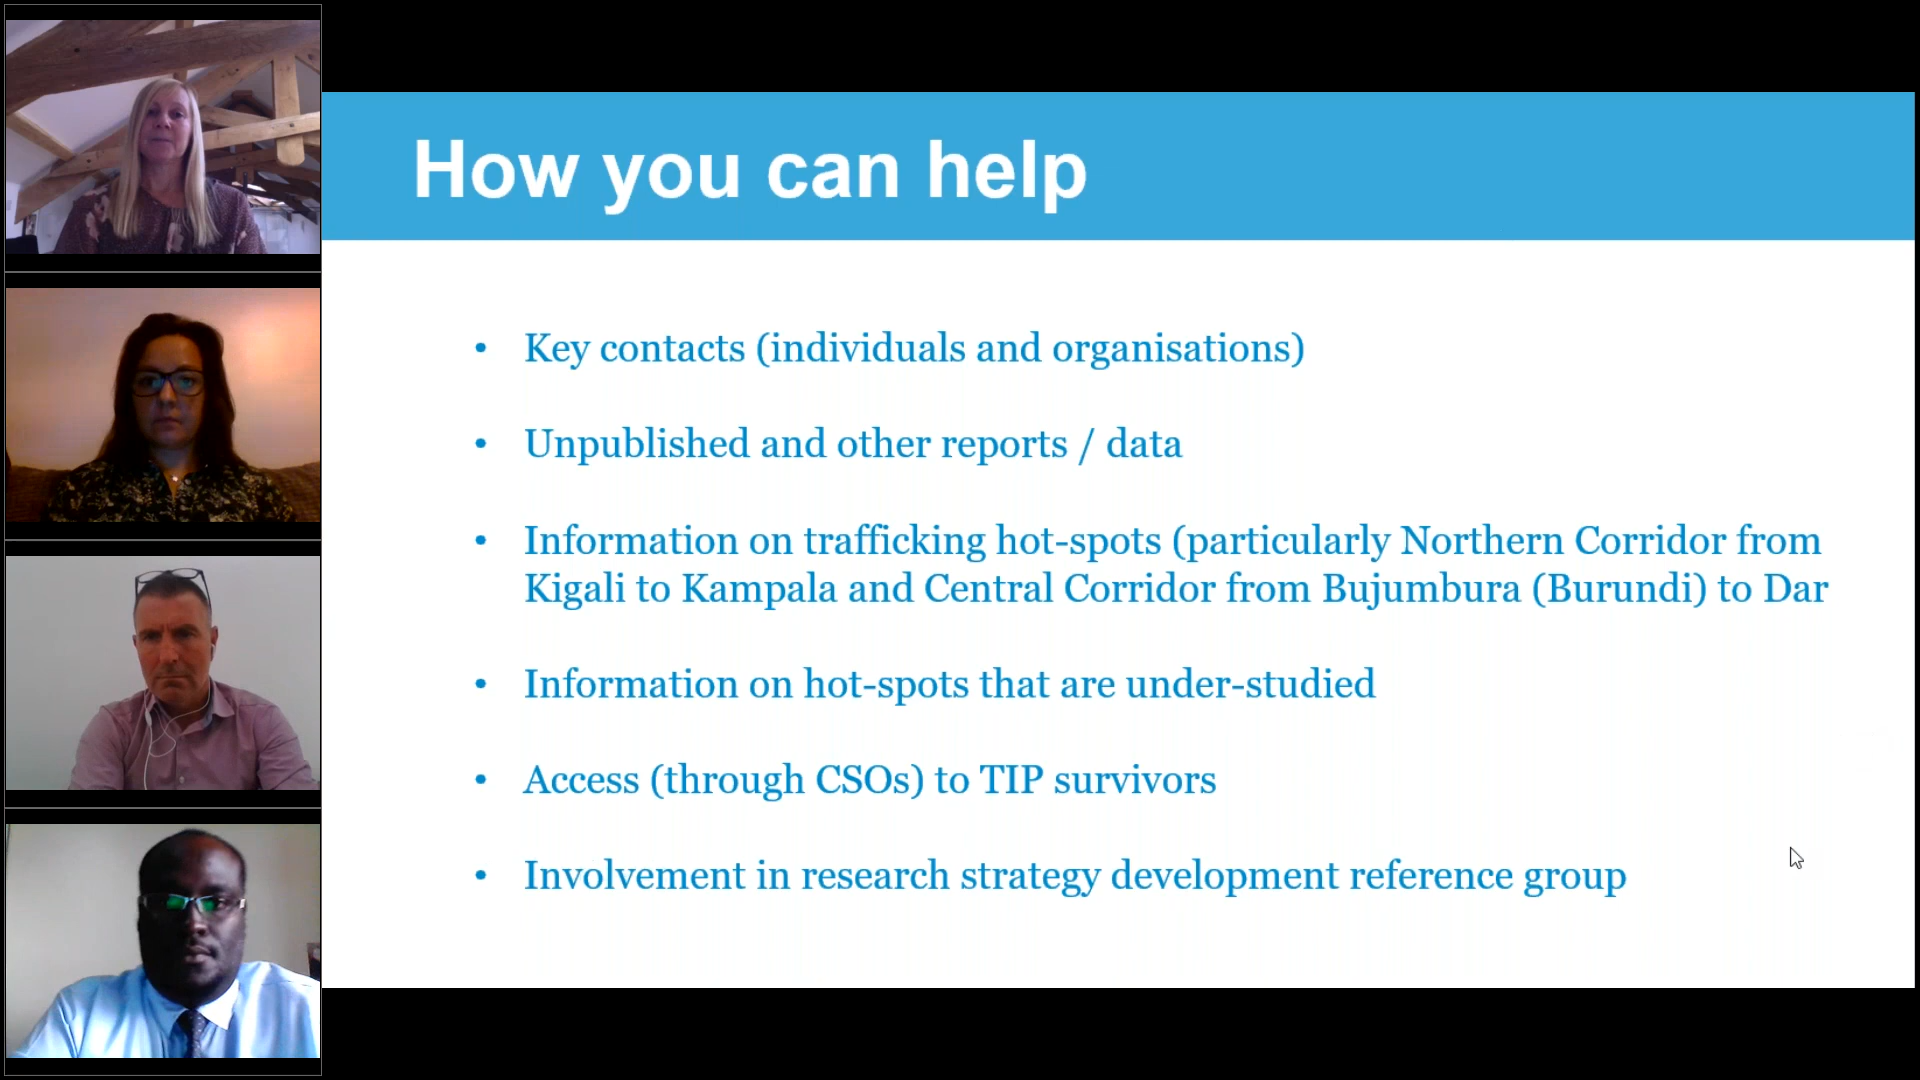 How you can help
• Key contacts (individuals and organisations)
• Unpublished and other reports / data
• Information on trafficking hot-spots (particularly Northern Corridor from
Kigali to Kampala and Central Corridor from Bujumbura (Burundi) to Dar
• Information on hot-spots that are under-studied
• Access (through CSOs) to TIP survivors
• Involvement in research strategy development reference group